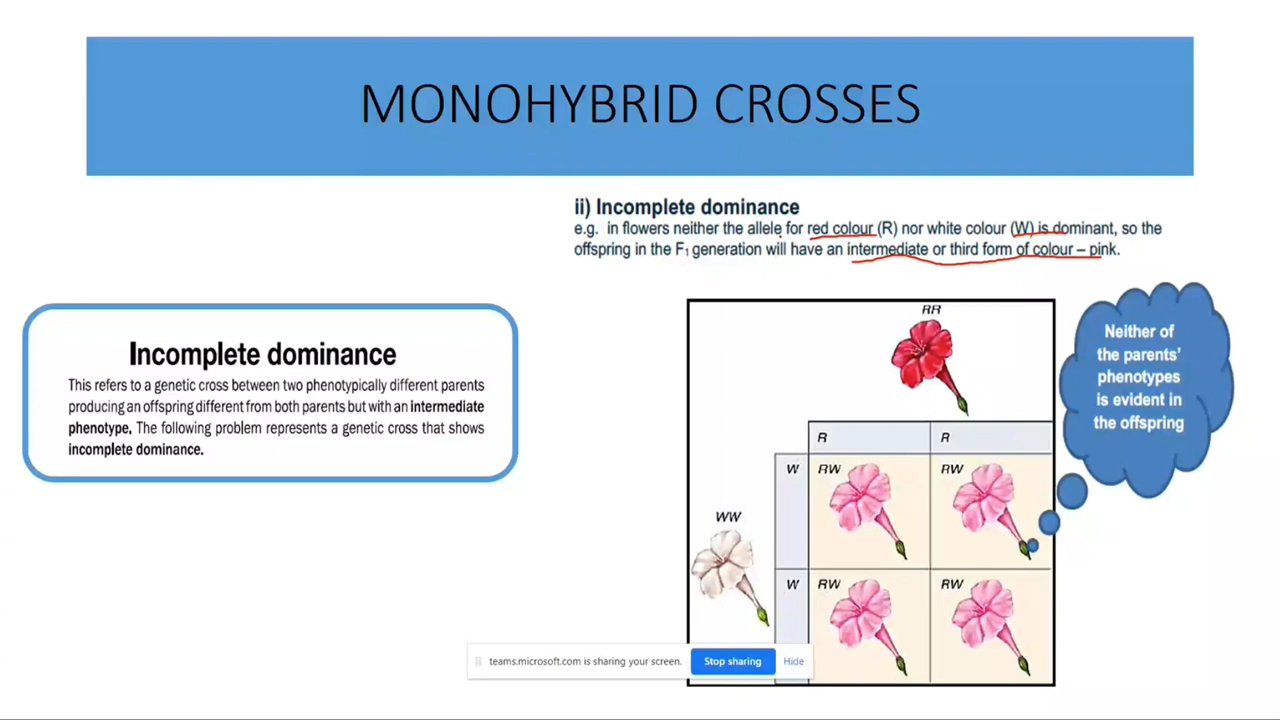 MONOHYBRID CROSSES
ii) Incomplete dominance
e.g. in flowers neither the allele for red colour (R) nor white colour (W) is dominant, so the
offspring in the F₁ generation will have an intermediate or third form of colour – pink.
Incomplete dominance
This refers to a genetic cross between two phenotypically different parents
producing an offspring different from both parents but with an intermediate
phenotype. The following problem represents a genetic cross that shows
incomplete dominance.
RR
R R
W RW RW
WW
W RW RW
Neither of
the parents’
phenotypes
is evident in
the offspring
teams.microsoft.com is sharing your screen. Stop sharing Hide